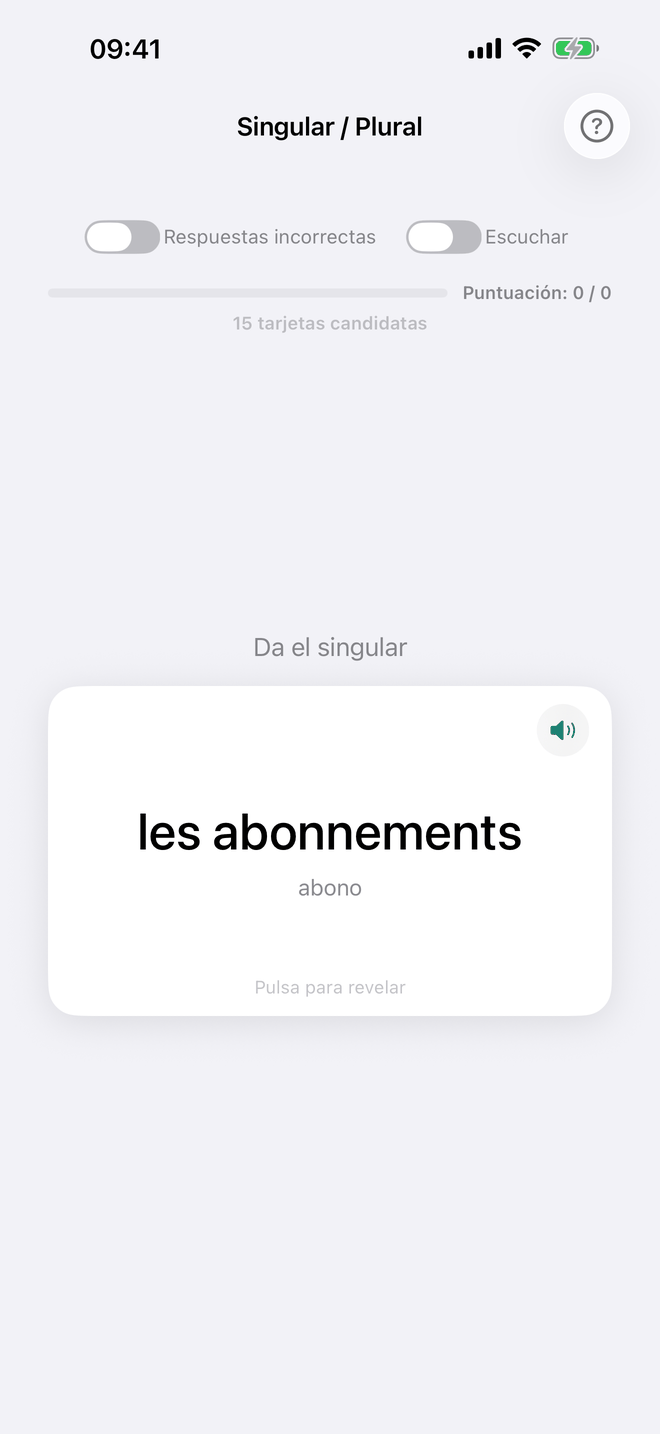 09:41
Singular / Plural
?
Respuestas incorrectas Escuchar
Puntuación: 0 / 0
15 tarjetas candidatas
Da el singular
les abonnements
abono
Pulsa para revelar